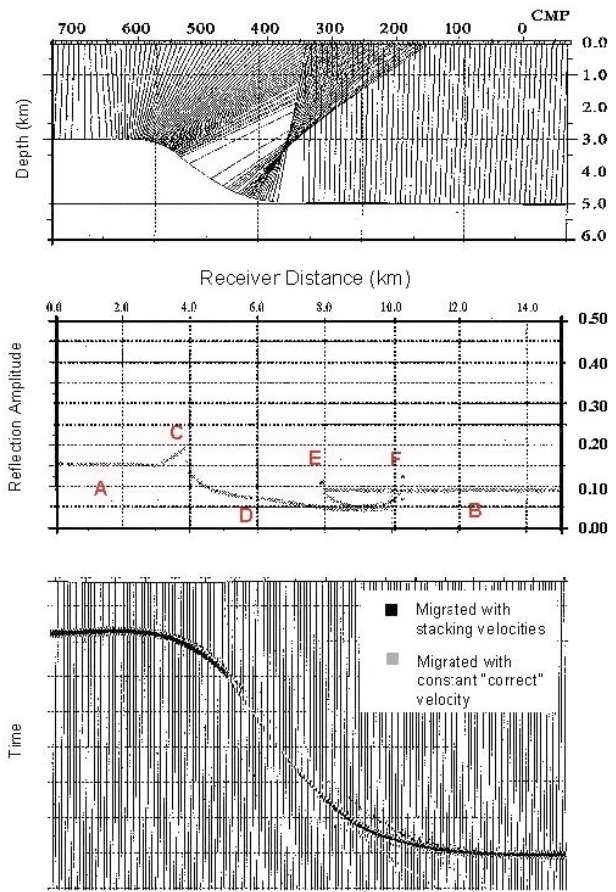 CMP
700 600 500 400 300 200 100 0
0.0
1.0
2.0
3.0
4.0
5.0
6.0
Depth (km)
Receiver Distance (km)
0.0 2.0 4.0 6.0 8.0 10.0 12.0 14.0
0.50
0.40
0.30
0.20
0.10
0.00
Reflection Amplitude
A
B
C
D
E
F
Migrated with
stacking velocities
Migrated with
constant "correct"
velocity
Time